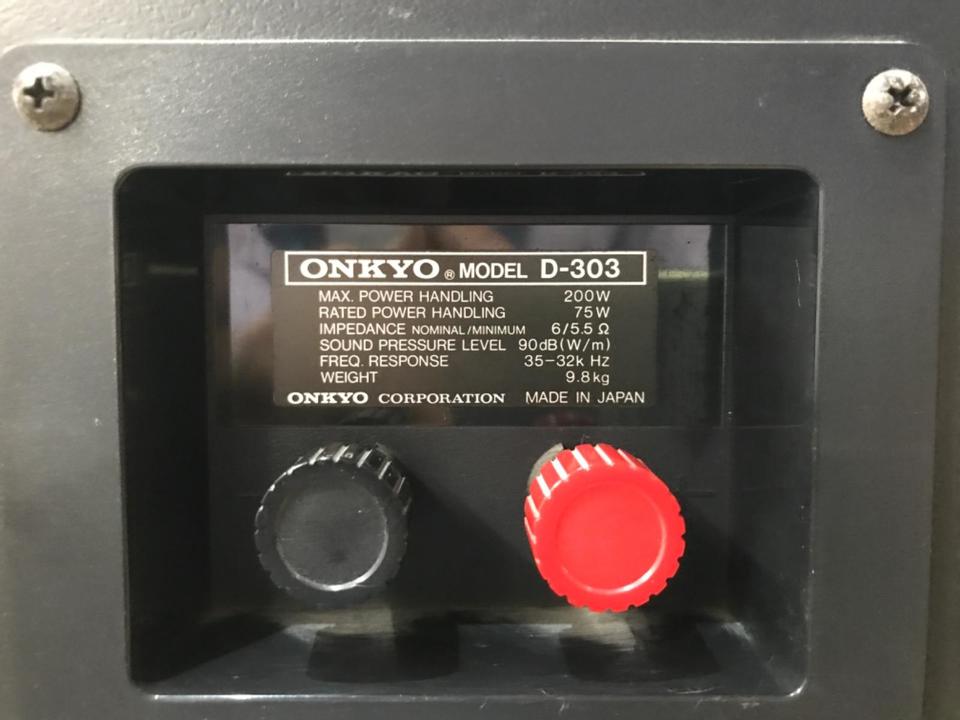 ONKYO® MODEL D-303
MAX. POWER HANDLING 200W
RATED POWER HANDLING 75W
IMPEDANCE NOMINAL/MINIMUM 6/5.5 Ω
SOUND PRESSURE LEVEL 90dB(W/m)
FREQ. RESPONSE 35-32k Hz
WEIGHT 9.8kg
ONKYO CORPORATION MADE IN JAPAN